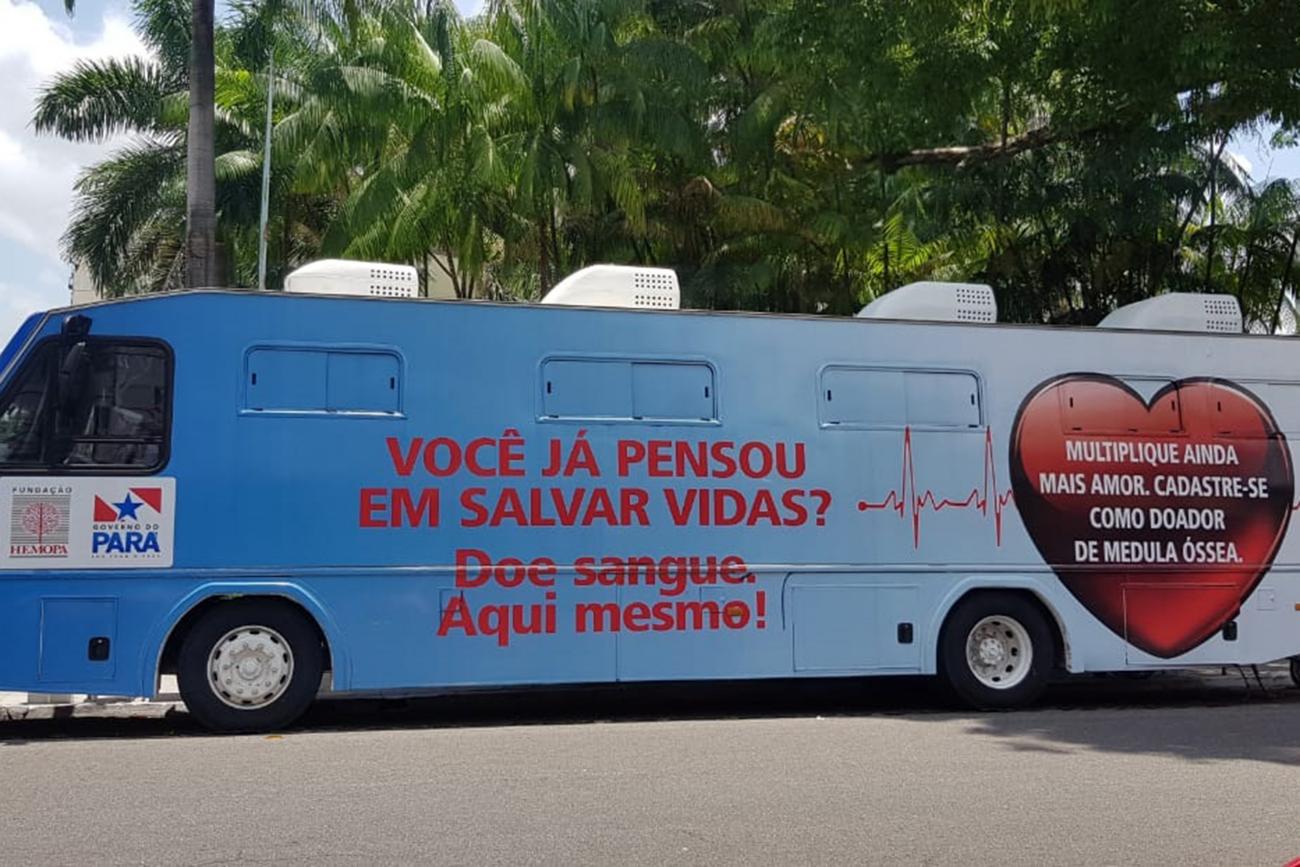 VOCÊ JÁ PENSOU
EM SALVAR VIDAS?
Doe sangue.
Aqui mesmo!
MULTIPLIQUE AINDA
MAIS AMOR. CADASTRE-SE
COMO DOADOR
DE MEDULA ÓSSEA.
FUNDAÇÃO
HEMOPA
GOVERNO DO
PARÁ